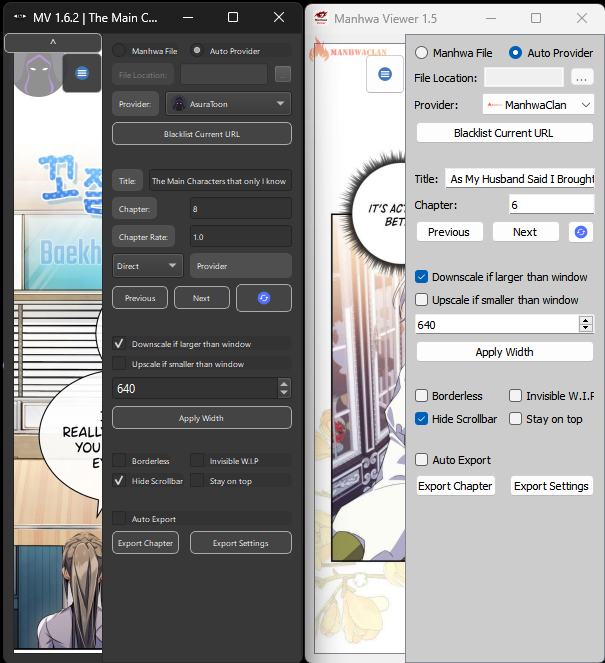 MV 1.6.2 | The Main C...
^
Manhwa File
Auto Provider
File Location:
...
Provider:
AsuraToon
Blacklist Current URL
꼬
Baekh
Title:
The Main Characters that only I know
Chapter:
8
Chapter Rate:
1.0
Direct
Provider
Previous
Next
Downscale if larger than window
Upscale if smaller than window
640
Apply Width
REALL
YOU
Borderless
Invisible W.I.P
Hide Scrollbar
Stay on top
Auto Export
Export Chapter
Export Settings
Manhwa Viewer 1.5
MANHWACLAN
Manhwa File
Auto Provider
File Location:
...
Provider:
ManhwaClan
Blacklist Current URL
IT'S AC
BET
Title:
As My Husband Said I Brought
Chapter:
6
Previous
Next
Downscale if larger than window
Upscale if smaller than window
640
Apply Width
Borderless
Invisible W.I.P
Hide Scrollbar
Stay on top
Auto Export
Export Chapter
Export Settings